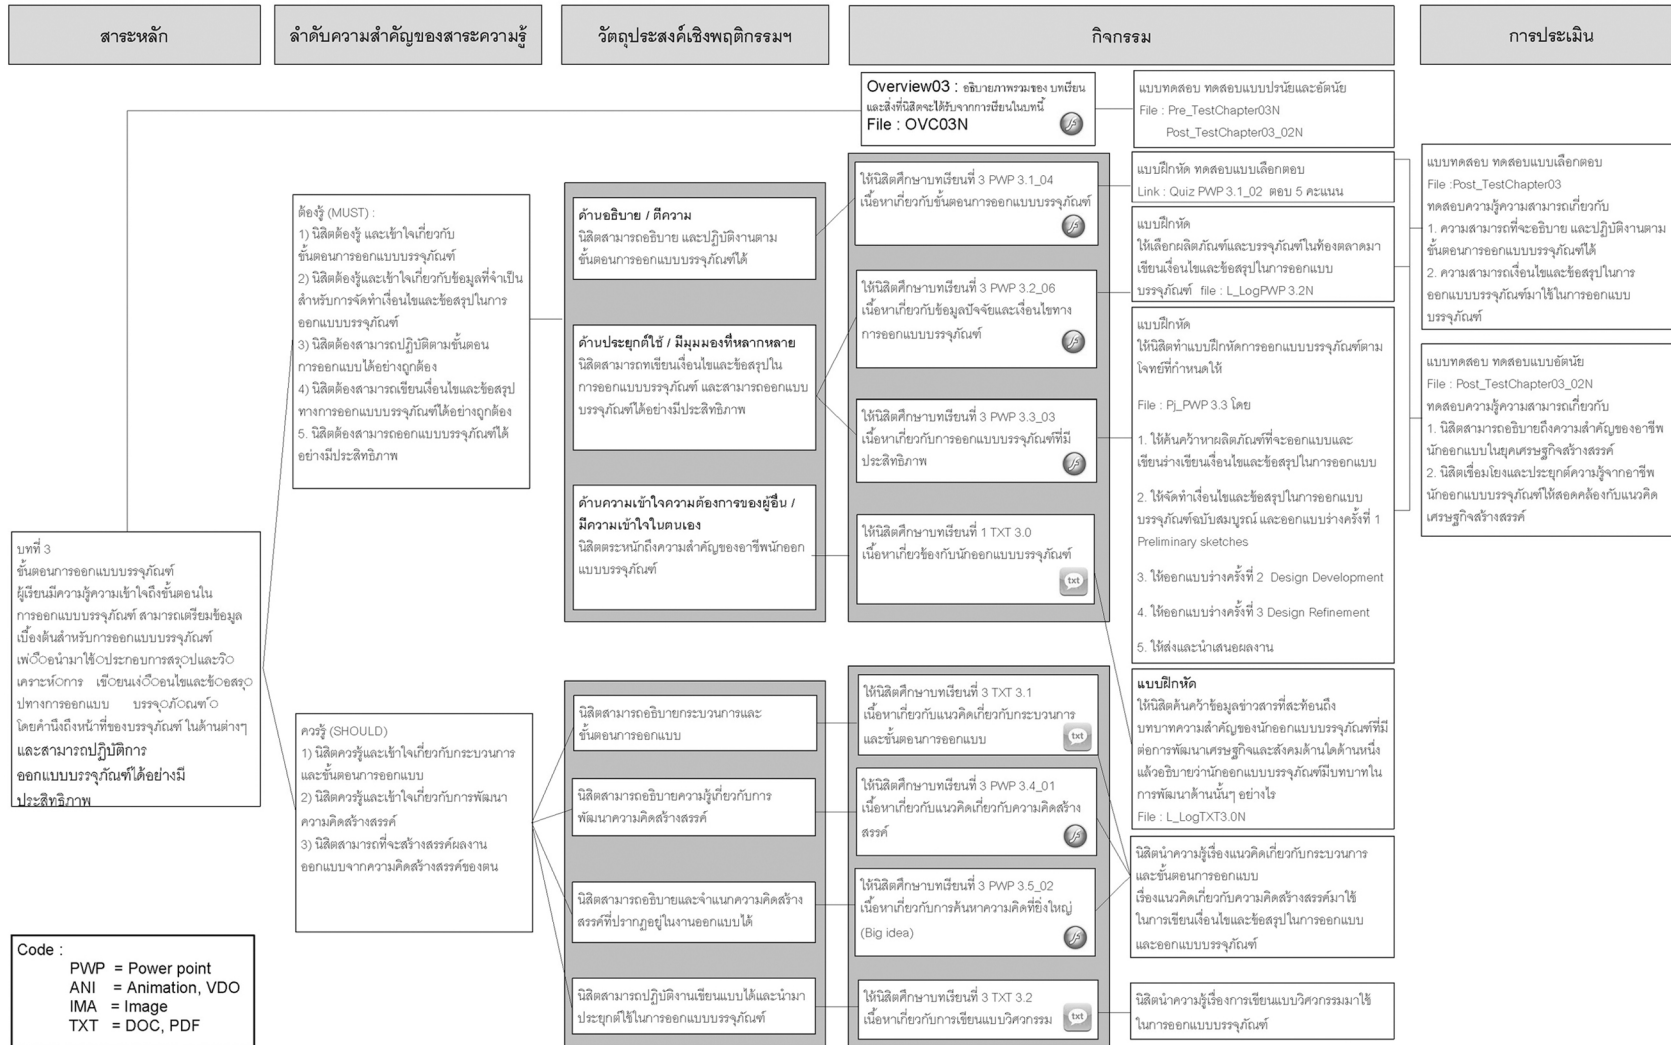 สาระหลัก
ลำดับความสำคัญของสาระความรู้
วัตถุประสงค์เชิงพฤติกรรมฯ
กิจกรรม
การประเมิน
บทที่ 3
ขั้นตอนการออกแบบบรรจุภัณฑ์
ผู้เรียนมีความรู้ความเข้าใจถึงขั้นตอนใน
การออกแบบบรรจุภัณฑ์ สามารถเตรียมข้อมูล
เบื้องต้นสำหรับการออกแบบบรรจุภัณฑ์
โดยคำนึงถึงหน้าที่ของบรรจุภัณฑ์ ในด้านต่างๆ
และสามารถปฏิบัติการ
ออกแบบบรรจุภัณฑ์ได้อย่างมี
ประสิทธิภาพ
Code :
PWP = Power point
ANI = Animation, VDO
IMA = Image
TXT = DOC, PDF
ต้องรู้ (MUST) :
1) นิสิตต้องรู้ และเข้าใจเกี่ยวกับ
ขั้นตอนการออกแบบบรรจุภัณฑ์
2) นิสิตต้องรู้และเข้าใจเกี่ยวกับข้อมูลที่จำเป็น
สำหรับการจัดทำเงื่อนไขและข้อสรุปในการ
ออกแบบบรรจุภัณฑ์
3) นิสิตต้องสามารถปฏิบัติตามขั้นตอน
การออกแบบได้อย่างถูกต้อง
4) นิสิตต้องสามารถเขียนเงื่อนไขและข้อสรุป
ทางการออกแบบบรรจุภัณฑ์ได้อย่างถูกต้อง
5. นิสิตต้องสามารถออกแบบบรรจุภัณฑ์ได้
อย่างมีประสิทธิภาพ
ควรรู้ (SHOULD)
1) นิสิตควรรู้และเข้าใจเกี่ยวกับกระบวนการ
และขั้นตอนการออกแบบ
2) นิสิตควรรู้และเข้าใจเกี่ยวกับการพัฒนา
ความคิดสร้างสรรค์
3) นิสิตสามารถที่จะสร้างสรรค์ผลงาน
ออกแบบจากความคิดสร้างสรรค์ของตน
ด้านอธิบาย / ตีความ
นิสิตสามารถอธิบาย และปฏิบัติงานตาม
ขั้นตอนการออกแบบบรรจุภัณฑ์ได้
ด้านประยุกต์ใช้ / มีมุมมองที่หลากหลาย
นิสิตสามารถทเขียนเงื่อนไขและข้อสรุปใน
การออกแบบบรรจุภัณฑ์ และสามารถออกแบบ
บรรจุภัณฑ์ได้อย่างมีประสิทธิภาพ
ด้านความเข้าใจความต้องการของผู้อื่น /
มีความเข้าใจในตนเอง
นิสิตตระหนักถึงความสำคัญของอาชีพนักออก
แบบบรรจุภัณฑ์
นิสิตสามารถอธิบายกระบวนการและ
ขั้นตอนการออกแบบ
นิสิตสามารถอธิบายความรู้เกี่ยวกับการ
พัฒนาความคิดสร้างสรรค์
นิสิตสามารถอธิบายและจำแนกความคิดสร้าง
สรรค์ที่ปรากฏอยู่ในงานออกแบบได้
นิสิตสามารถปฏิบัติงานเขียนแบบได้และนำมา
ประยุกต์ใช้ในการออกแบบบรรจุภัณฑ์
Overview03 : อธิบายภาพรวมของ บทเรียน
และสิ่งที่นิสิตจะได้รับจากการเรียนในบทนี้
File : OVC03N
ให้นิสิตศึกษาบทเรียนที่ 3 PWP 3.1_04
เนื้อหาเกี่ยวกับขั้นตอนการออกแบบบรรจุภัณฑ์
ให้นิสิตศึกษาบทเรียนที่ 3 PWP 3.2_06
เนื้อหาเกี่ยวกับข้อมูลปัจจัยและเงื่อนไขทาง
การออกแบบบรรจุภัณฑ์
ให้นิสิตศึกษาบทเรียนที่ 3 PWP 3.3_03
เนื้อหาเกี่ยวกับการออกแบบบรรจุภัณฑ์ที่มี
ประสิทธิภาพ
ให้นิสิตศึกษาบทเรียนที่ 1 TXT 3.0
เนื้อหาเกี่ยวข้องกับนักออกแบบบรรจุภัณฑ์
txt
ให้นิสิตศึกษาบทเรียนที่ 3 TXT 3.1
เนื้อหาเกี่ยวกับแนวคิดเกี่ยวกับกระบวนการ
และขั้นตอนการออกแบบ
txt
ให้นิสิตศึกษาบทเรียนที่ 3 PWP 3.4_01
เนื้อหาเกี่ยวกับแนวคิดเกี่ยวกับความคิดสร้าง
สรรค์
ให้นิสิตศึกษาบทเรียนที่ 3 PWP 3.5_02
เนื้อหาเกี่ยวกับการค้นหาความคิดที่ยิ่งใหญ่
(Big idea)
ให้นิสิตศึกษาบทเรียนที่ 3 TXT 3.2
เนื้อหาเกี่ยวกับการเขียนแบบวิศวกรรม
txt
แบบทดสอบ ทดสอบแบบปรนัยและอัตนัย
File : Pre_TestChapter03N
Post_TestChapter03_02N
แบบฝึกหัด ทดสอบแบบเลือกตอบ
Link : Quiz PWP 3.1_02 ตอบ 5 คะแนน
แบบฝึกหัด
ให้เลือกผลิตภัณฑ์และบรรจุภัณฑ์ในท้องตลาดมา
เขียนเงื่อนไขและข้อสรุปในการออกแบบ
บรรจุภัณฑ์ file : L_LogPWP 3.2N
แบบฝึกหัด
ให้นิสิตทำแบบฝึกหัดการออกแบบบรรจุภัณฑ์ตาม
โจทย์ที่กำหนดให้
File : Pj_PWP 3.3 โดย
1. ให้ค้นคว้าหาผลิตภัณฑ์ที่จะออกแบบและ
เขียนร่างเขียนเงื่อนไขและข้อสรุปในการออกแบบ
2. ให้จัดทำเงื่อนไขและข้อสรุปในการออกแบบ
บรรจุภัณฑ์ฉบับสมบูรณ์ และออกแบบร่างครั้งที่ 1
Preliminary sketches
3. ให้ออกแบบร่างครั้งที่ 2 Design Development
4. ให้ออกแบบร่างครั้งที่ 3 Design Refinement
5. ให้ส่งและนำเสนอผลงาน
แบบฝึกหัด
ให้นิสิตค้นคว้าข้อมูลข่าวสารที่สะท้อนถึง
บทบาทความสำคัญของนักออกแบบบรรจุภัณฑ์ที่มี
ต่อการพัฒนาเศรษฐกิจและสังคมด้านใดด้านหนึ่ง
แล้วอธิบายว่านักออกแบบบรรจุภัณฑ์มีบทบาทใน
การพัฒนาด้านนั้นๆ อย่างไร
File : L_LogTXT3.0N
นิสิตนำความรู้เรื่องแนวคิดเกี่ยวกับกระบวนการ
และขั้นตอนการออกแบบ
เรื่องแนวคิดเกี่ยวกับความคิดสร้างสรรค์มาใช้
ในการเขียนเงื่อนไขและข้อสรุปในการออกแบบ
และออกแบบบรรจุภัณฑ์
นิสิตนำความรู้เรื่องการเขียนแบบวิศวกรรมมาใช้
ในการออกแบบบรรจุภัณฑ์
แบบทดสอบ ทดสอบแบบเลือกตอบ
File :Post_TestChapter03
ทดสอบความรู้ความสามารถเกี่ยวกับ
1. ความสามารถที่จะอธิบาย และปฏิบัติงานตาม
ขั้นตอนการออกแบบบรรจุภัณฑ์ได้
2. ความสามารถเงื่อนไขและข้อสรุปในการ
ออกแบบบรรจุภัณฑ์มาใช้ในการออกแบบ
บรรจุภัณฑ์
แบบทดสอบ ทดสอบแบบอัตนัย
File : Post_TestChapter03_02N
ทดสอบความรู้ความสามารถเกี่ยวกับ
1. นิสิตสามารถอธิบายถึงความสำคัญของอาชีพ
นักออกแบบในยุคเศรษฐกิจสร้างสรรค์
2. นิสิตเชื่อมโยงและประยุกต์ความรู้จากอาชีพ
นักออกแบบบรรจุภัณฑ์ให้สอดคล้องกับแนวคิด
เศรษฐกิจสร้างสรรค์